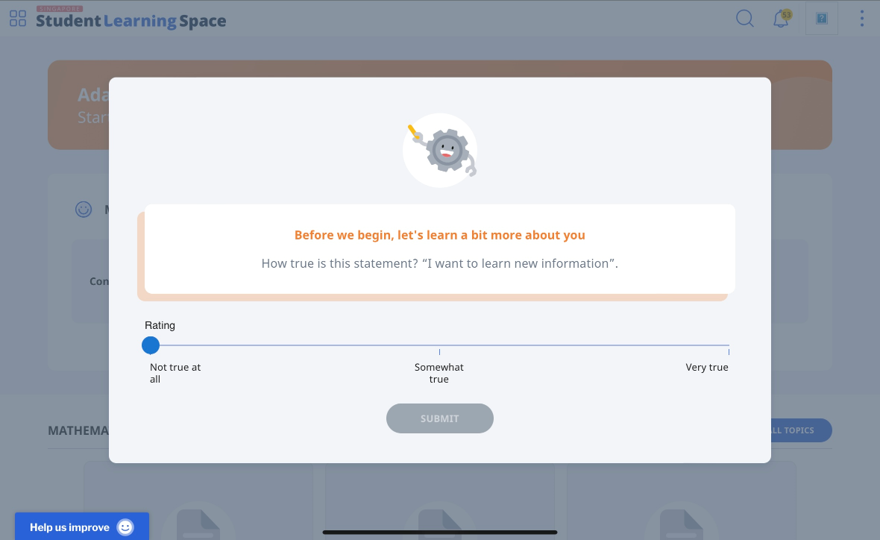 SINGAPORE
Student Learning Space
53
?
Ada
Star
Before we begin, let's learn a bit more about you
How true is this statement? “I want to learn new information”.
Con
Rating
Not true at
all
Somewhat
true
Very true
SUBMIT
MATHEMA
ALL TOPICS
Help us improve